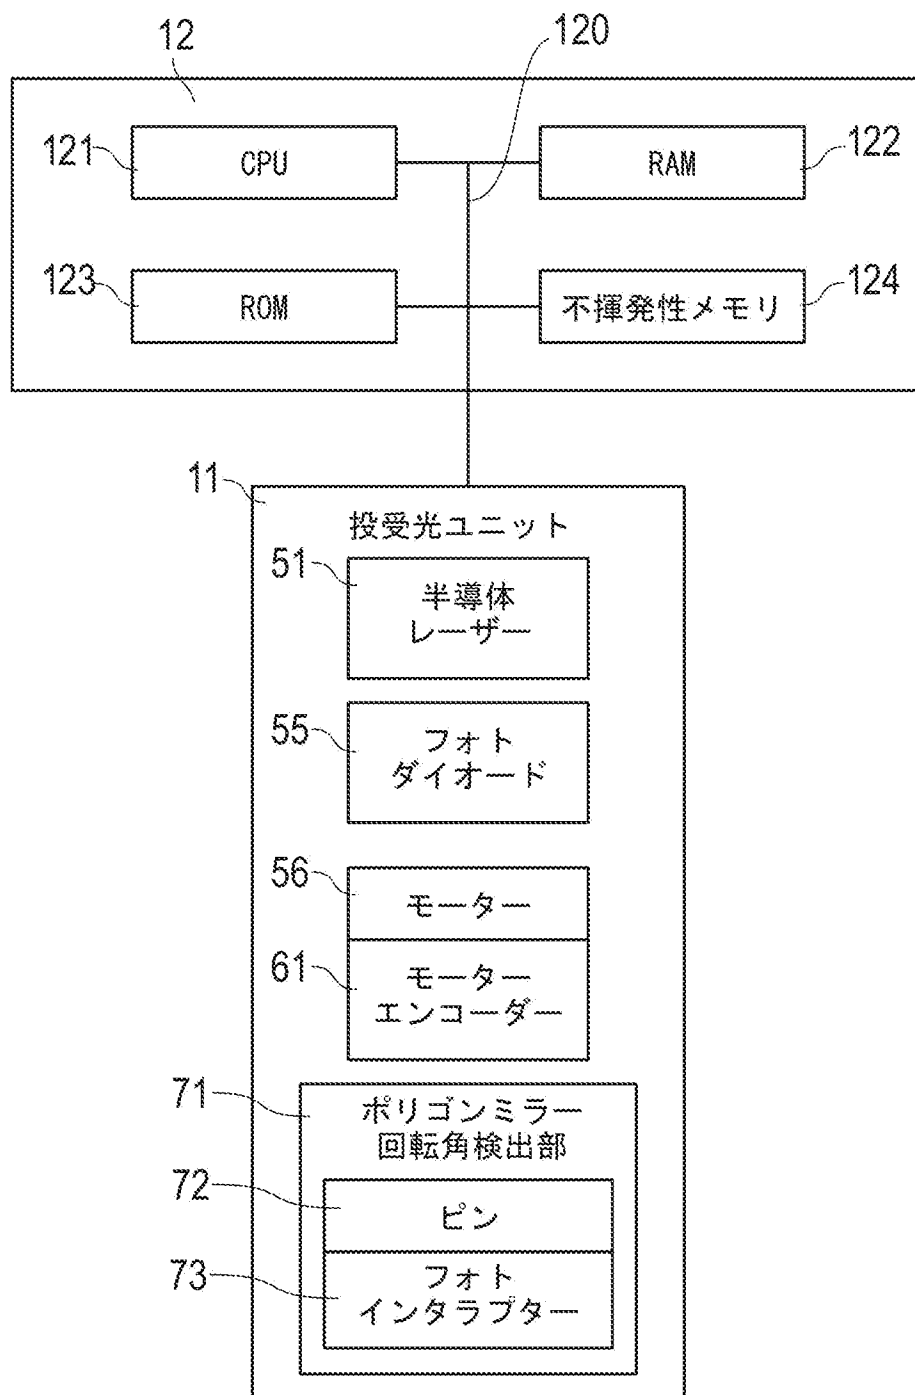 12
120
121
CPU
RAM
122
123
ROM
不揮発性メモリ
124
11
投受光ユニット
51
半導体
レーザー
55
フォト
ダイオード
56
モーター
61
モーター
エンコーダー
71
ポリゴンミラー
回転角検出部
72
ピン
73
フォト
インタラプター